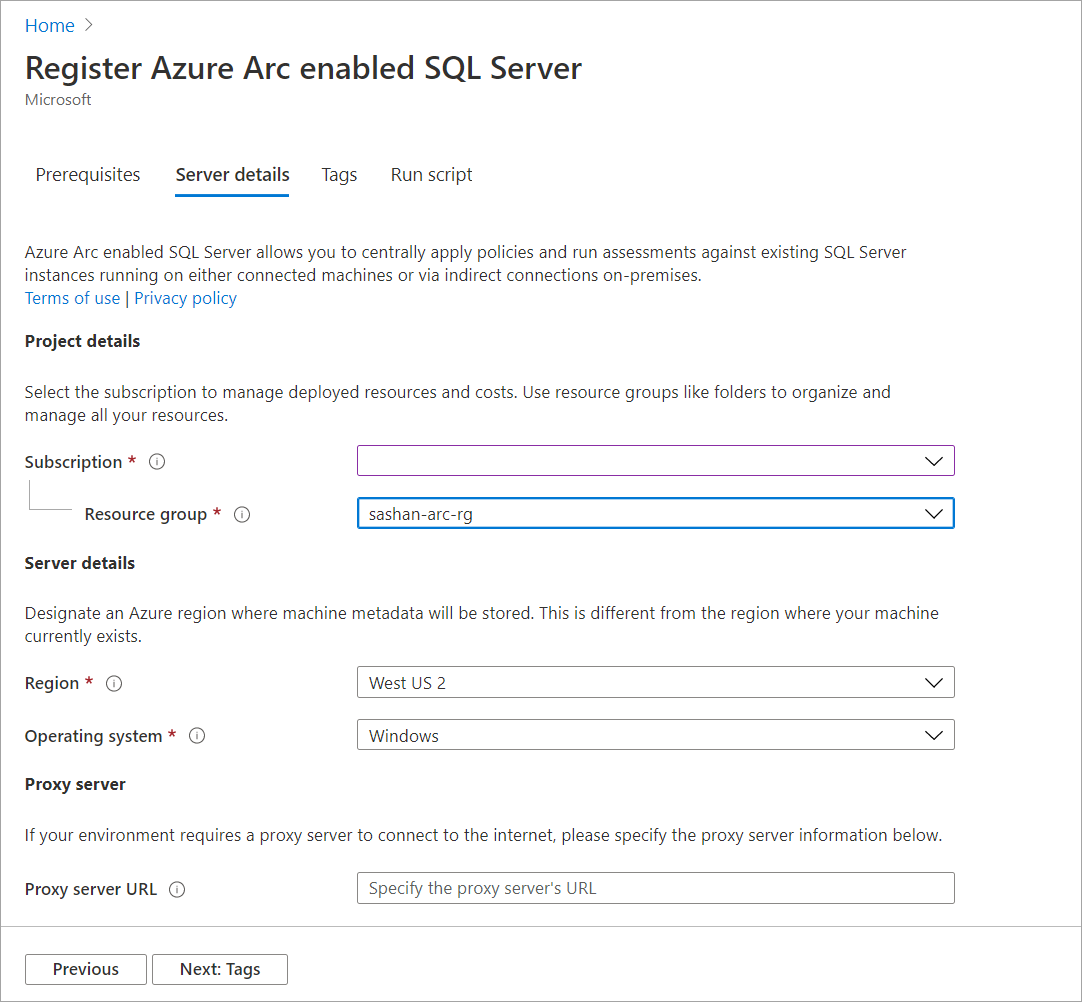 Home
Register Azure Arc enabled SQL Server
Microsoft
Prerequisites Server details Tags Run script
Azure Arc enabled SQL Server allows you to centrally apply policies and run assessments against existing SQL Server
instances running on either connected machines or via indirect connections on-premises.
Terms of use | Privacy policy
Project details
Select the subscription to manage deployed resources and costs. Use resource groups like folders to organize and
manage all your resources.
Subscription *
Resource group * sashan-arc-rg
Server details
Designate an Azure region where machine metadata will be stored. This is different from the region where your machine
currently exists.
Region * West US 2
Operating system * Windows
Proxy server
If your environment requires a proxy server to connect to the internet, please specify the proxy server information below.
Proxy server URL Specify the proxy server's URL
Previous Next: Tags